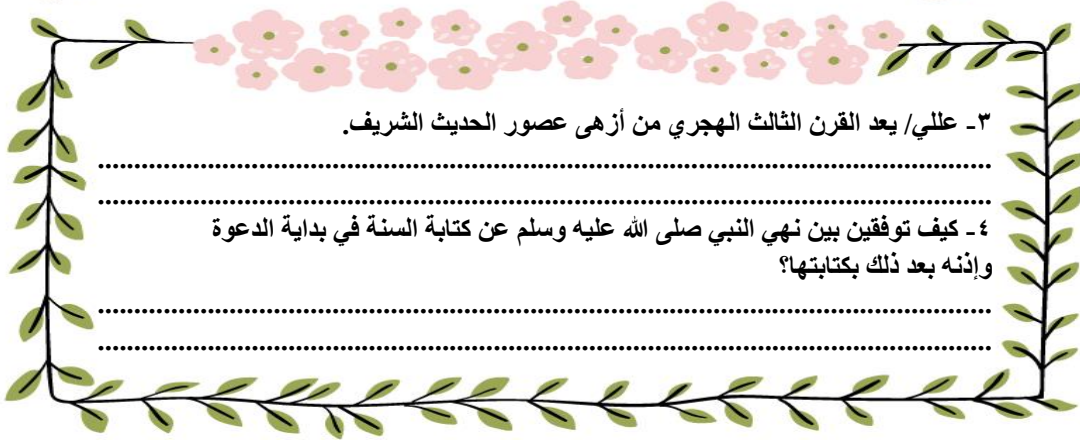 ٣- عللي/ يعد القرن الثالث الهجري من أزهى عصور الحديث الشريف.
..........................................................................................................
..........................................................................................................
٤- كيف توفقين بين نهي النبي صلى الله عليه وسلم عن كتابة السنة في بداية الدعوة
وإذنه بعد ذلك بكتابتها؟
..........................................................................................................
..........................................................................................................